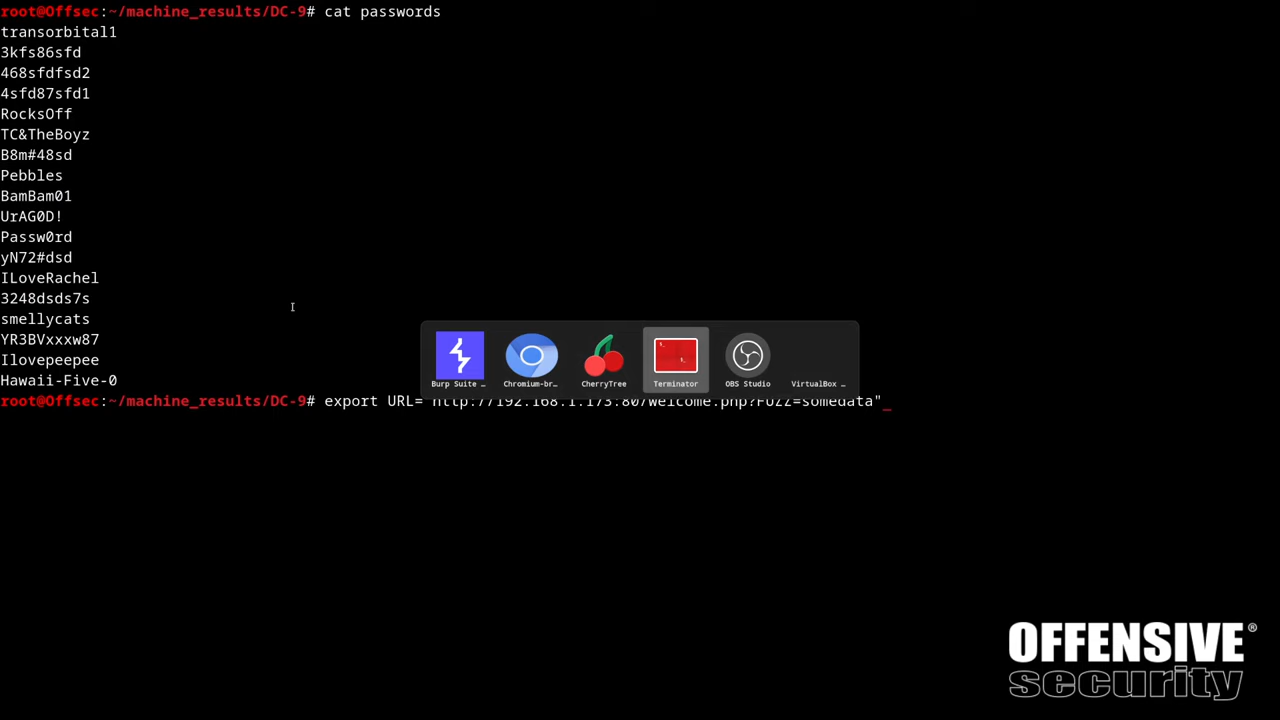 root@Offsec:~/machine_results/DC-9# cat passwords
transorbital1
3kfs86sfd
468sfdfsd2
4sfd87sfd1
RocksOff
TC&TheBoyz
B8m#48sd
Pebbles
BamBam01
UrAG0D!
Passw0rd
yN72#dsd
ILoveRachel
3248dsds7s
smellycats
YR3BVxxxw87
Ilovepeepee
Hawaii-Five-0
Burp Suite … Chromium-br… CherryTree Terminator OBS Studio VirtualBox …
root@Offsec:~/machine_results/DC-9# export URL="http://192.168.1.173:80/welcome.php?FUZZ=somedata"
OFFENSIVE®
security